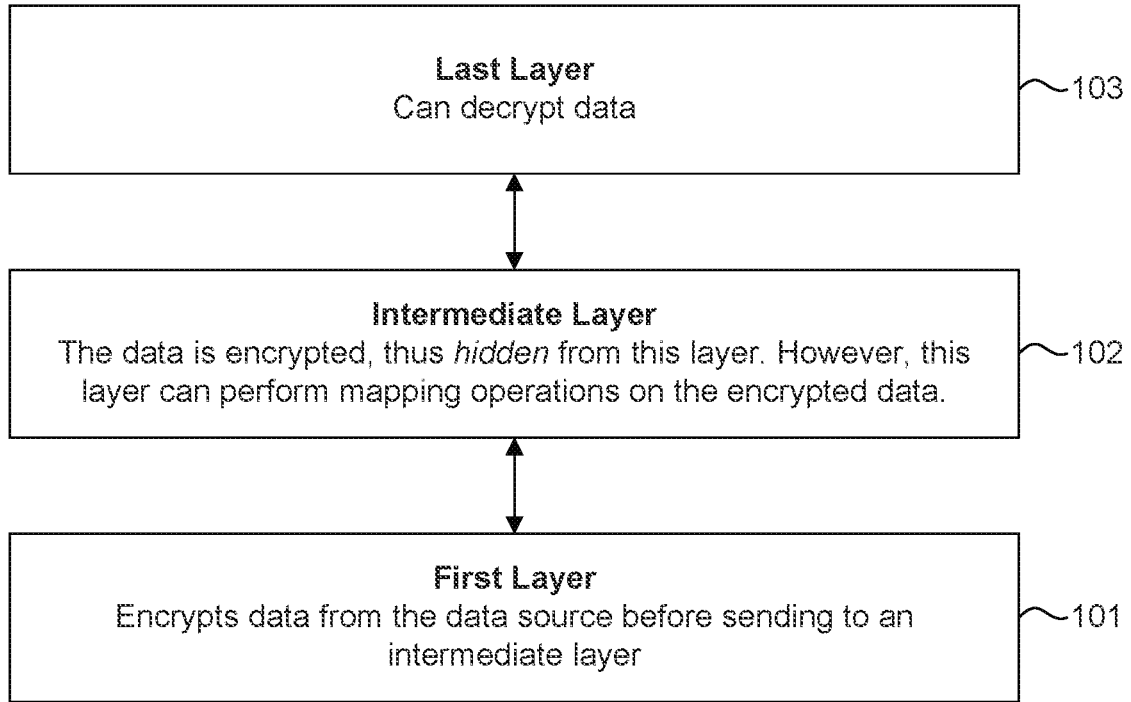 Last Layer
Can decrypt data
103
Intermediate Layer
The data is encrypted, thus hidden from this layer. However, this
layer can perform mapping operations on the encrypted data.
102
First Layer
Encrypts data from the data source before sending to an
intermediate layer
101